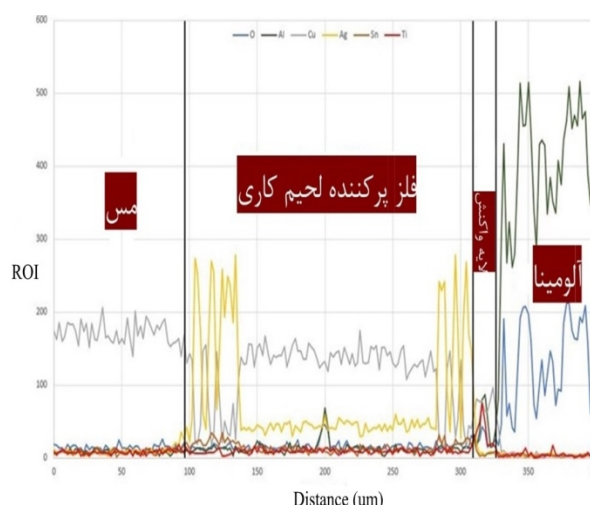 600
O Al Cu Ag Sn Ti
500
400
300
200
100
0
ROI
مس
فلز پرکننده لحیم کاری
لایه واکنش
آلومینا
0 50 100 150 200 250 300 350
Distance (um)